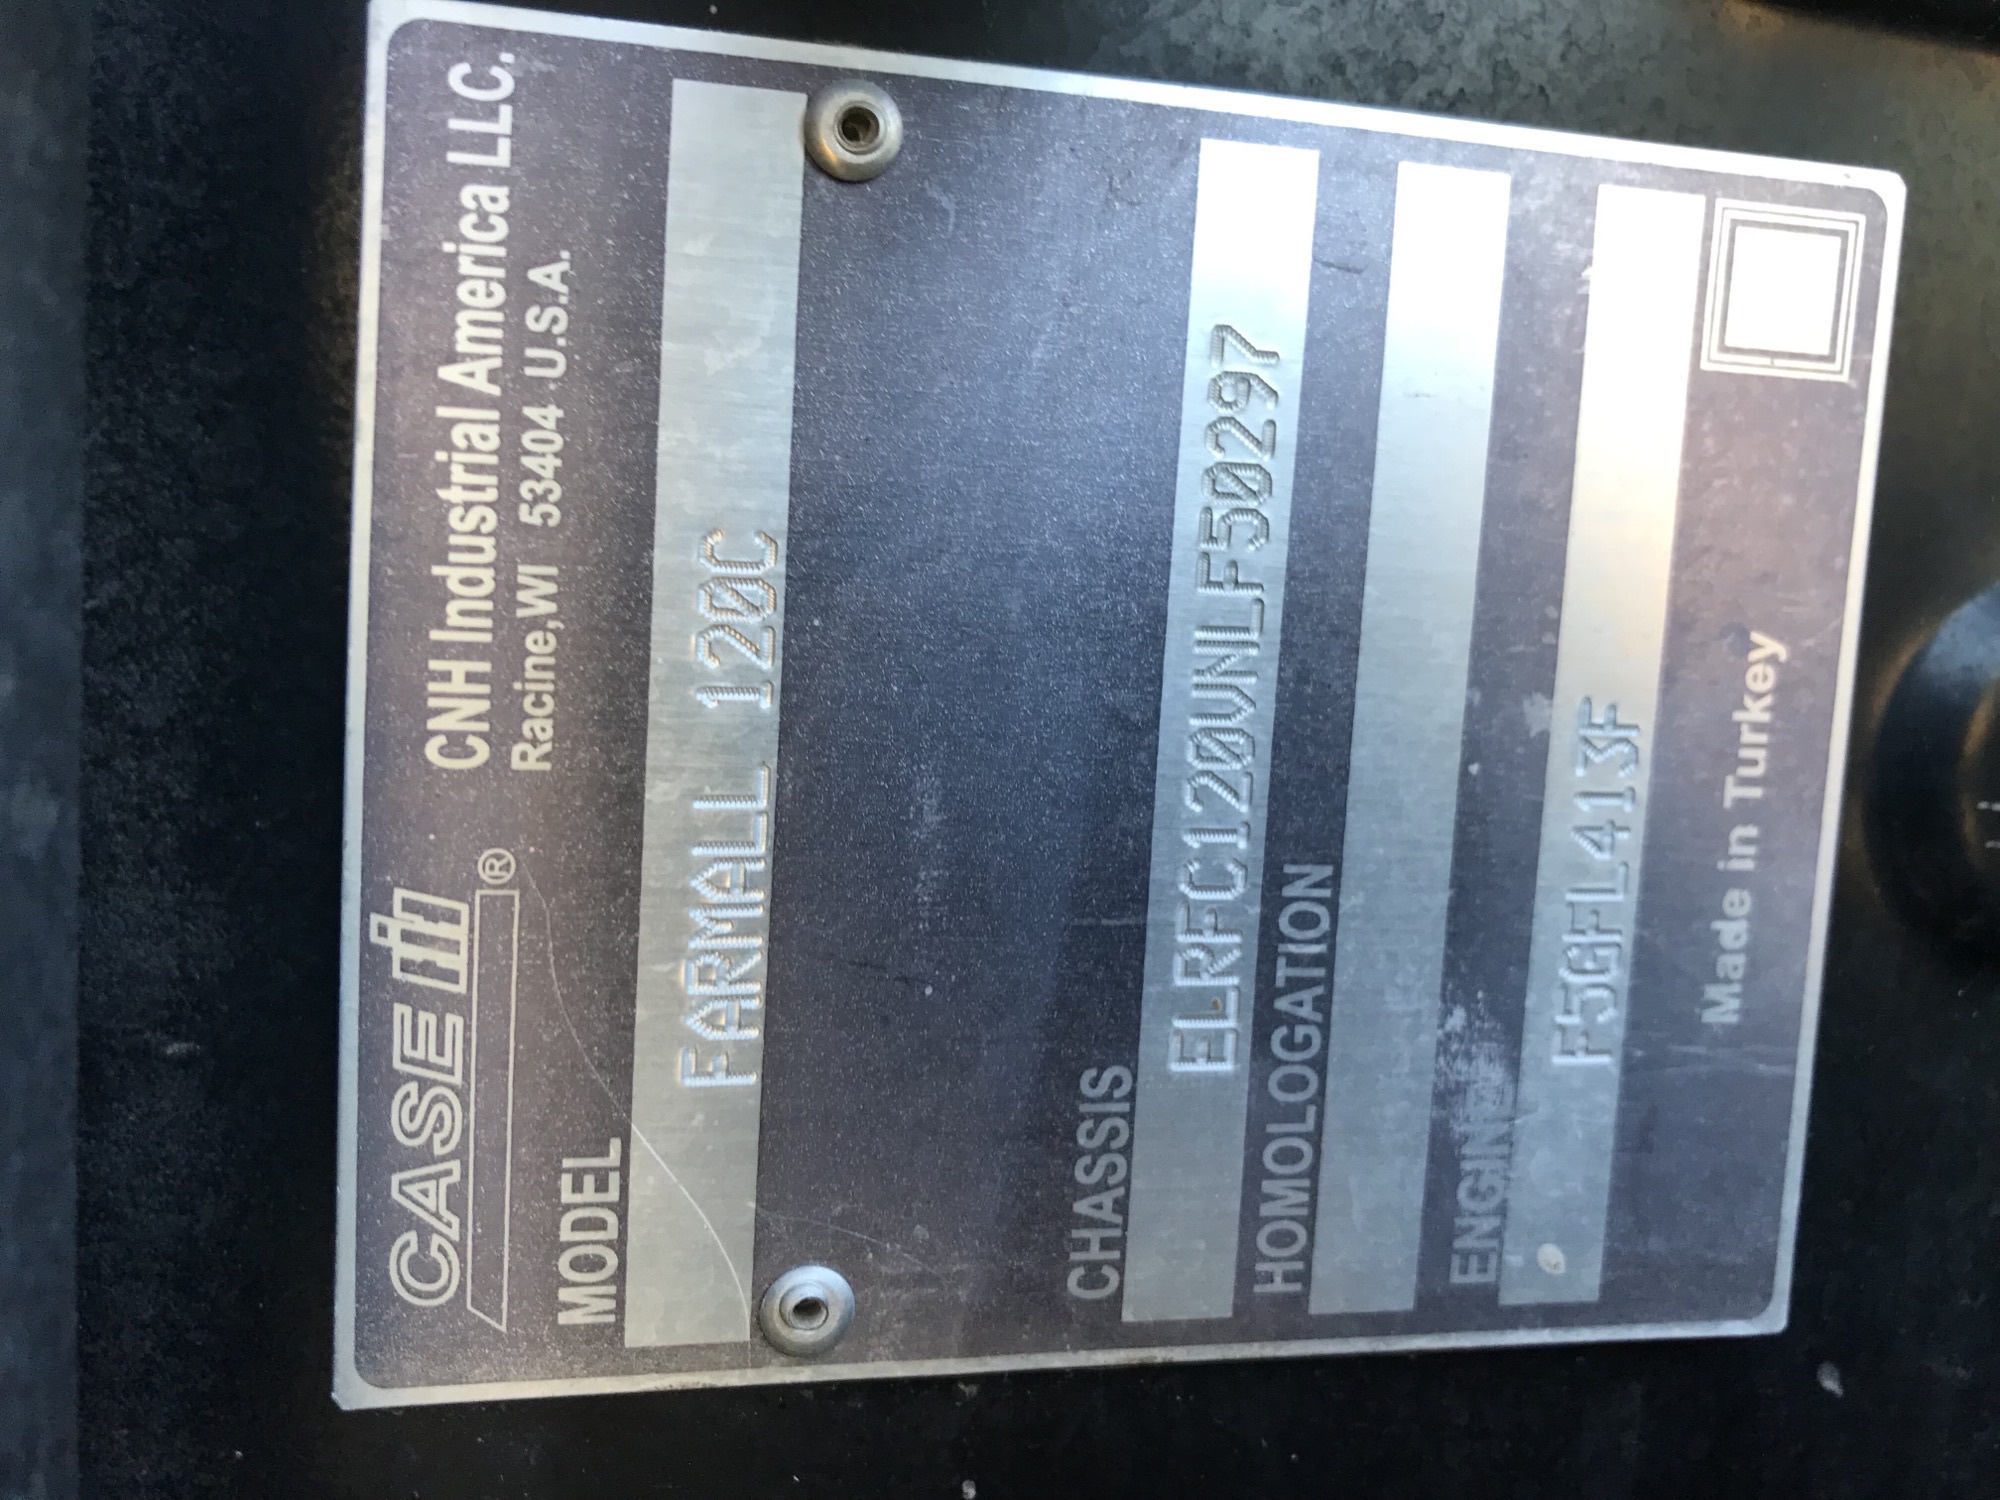 CASE IH®
CNH Industrial America LLC.
Racine,WI 53404 U.S.A.
MODEL
FARMALL 120C
CHASSIS
ELRFC120VNLF50297
HOMOLOGATION
ENGINE
F5GFL413F
Made in Turkey